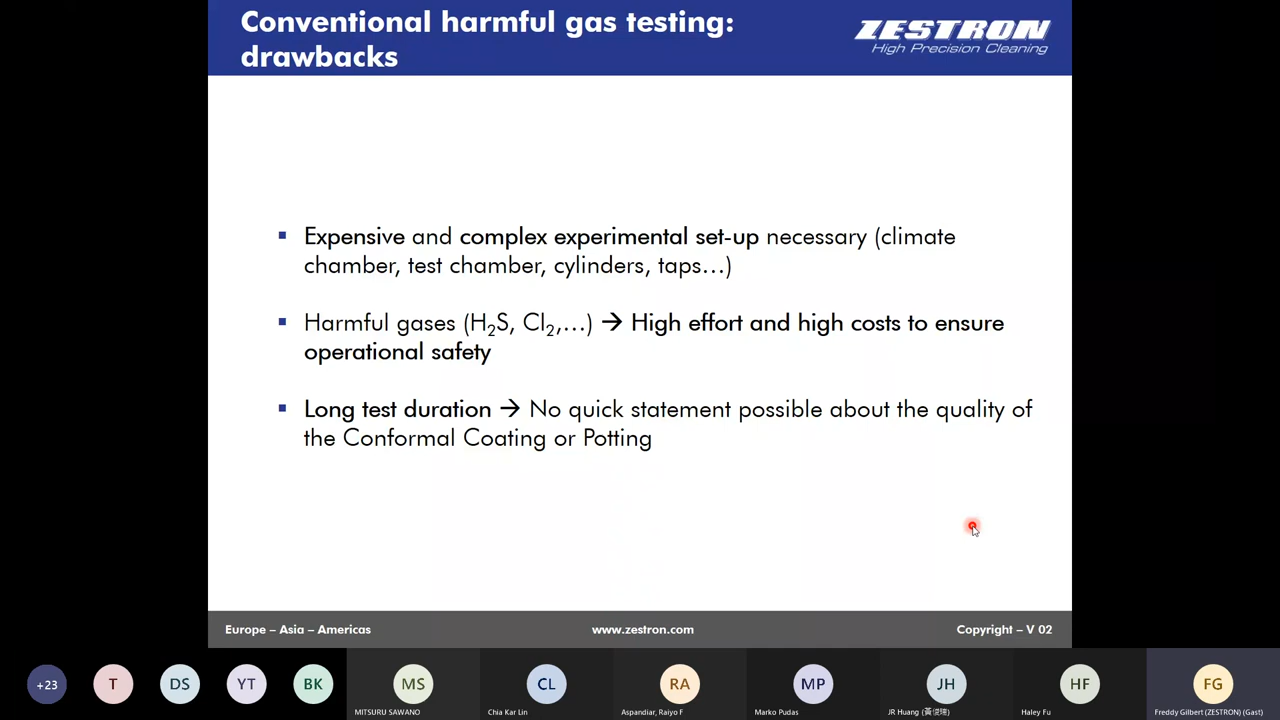 Conventional harmful gas testing:
drawbacks
ZESTRON
High Precision Cleaning
▪ Expensive and complex experimental set-up necessary (climate
chamber, test chamber, cylinders, taps…)
▪ Harmful gases (H₂S, Cl₂,…) → High effort and high costs to ensure
operational safety
▪ Long test duration → No quick statement possible about the quality of
the Conformal Coating or Potting
Europe – Asia – Americas
www.zestron.com
Copyright – V 02
+23
T
DS
YT
BK
MS
CL
RA
MP
JH
HF
FG
MITSURU SAWANO
Chia Kar Lin
Aspandiar, Raiyo F
Marko Pudas
JR Huang
Haley Fu
Freddy Gilbert (ZESTRON) (Gast)